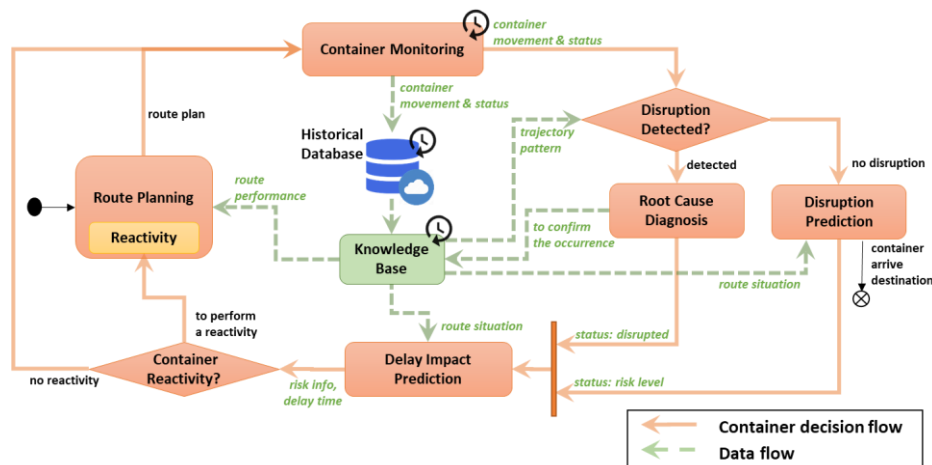 container
movement & status
Container Monitoring
container
movement & status
route plan
Historical
Database
trajectory
pattern
Disruption
Detected?
detected
no disruption
Route Planning
Reactivity
route
performance
Knowledge
Base
to confirm
the occurrence
Root Cause
Diagnosis
Disruption
Prediction
route situation
container
arrive
destination
to perform
a reactivity
route situation
status: disrupted
Container
Reactivity?
no reactivity
risk info,
delay time
Delay Impact
Prediction
status: risk level
Container decision flow
Data flow